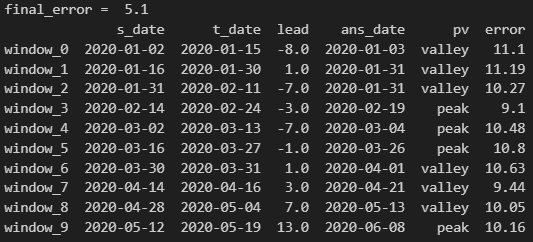 final_error =  5.1
s_date t_date lead ans_date pv error
window_0 2020-01-02 2020-01-15 -8.0 2020-01-03 valley 11.1
window_1 2020-01-16 2020-01-30 1.0 2020-01-31 valley 11.19
window_2 2020-01-31 2020-02-11 -7.0 2020-01-31 valley 10.27
window_3 2020-02-14 2020-02-24 -3.0 2020-02-19 peak 9.1
window_4 2020-03-02 2020-03-13 -7.0 2020-03-04 peak 10.48
window_5 2020-03-16 2020-03-27 -1.0 2020-03-26 peak 10.8
window_6 2020-03-30 2020-03-31 1.0 2020-04-01 valley 10.63
window_7 2020-04-14 2020-04-16 3.0 2020-04-21 valley 9.44
window_8 2020-04-28 2020-05-04 7.0 2020-05-13 valley 10.05
window_9 2020-05-12 2020-05-19 13.0 2020-06-08 peak 10.16